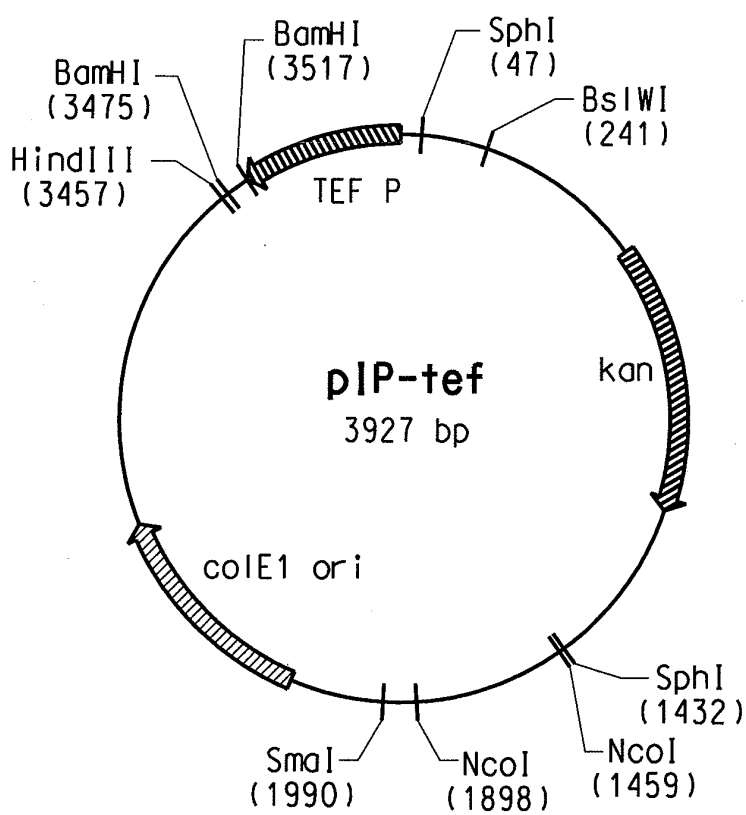 BamHI
(3517)
SphI
(47)
BamHI
(3475)
BsIWI
(241)
HindIII
(3457)
TEF P
kan
pIP-tef
3927 bp
colE1 ori
SphI
(1432)
NcoI
(1459)
SmaI
(1990)
NcoI
(1898)